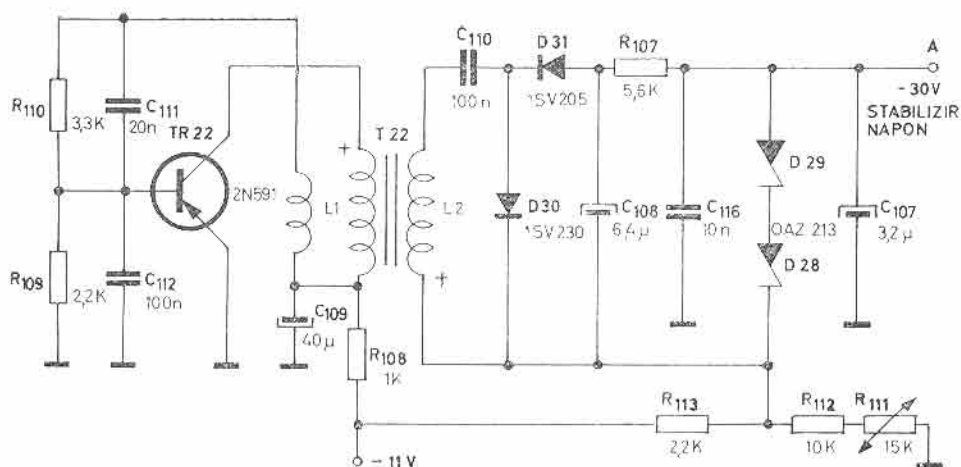 R110
3,3K
C111
20n
TR 22
2N591
R109
2,2K
C112
100n
L1
+
T 22
L2
+
C109
40µ
R108
1K
- 11V
C110
100n
D 31
1SV205
R107
5,6K
D30
1SV230
C108
6,4µ
C116
10n
D 29
OAZ 213
D 28
C107
3,2µ
A
- 30V
STABILIZIR
NAPON
R113
2,2K
R112
10K
R111
15K